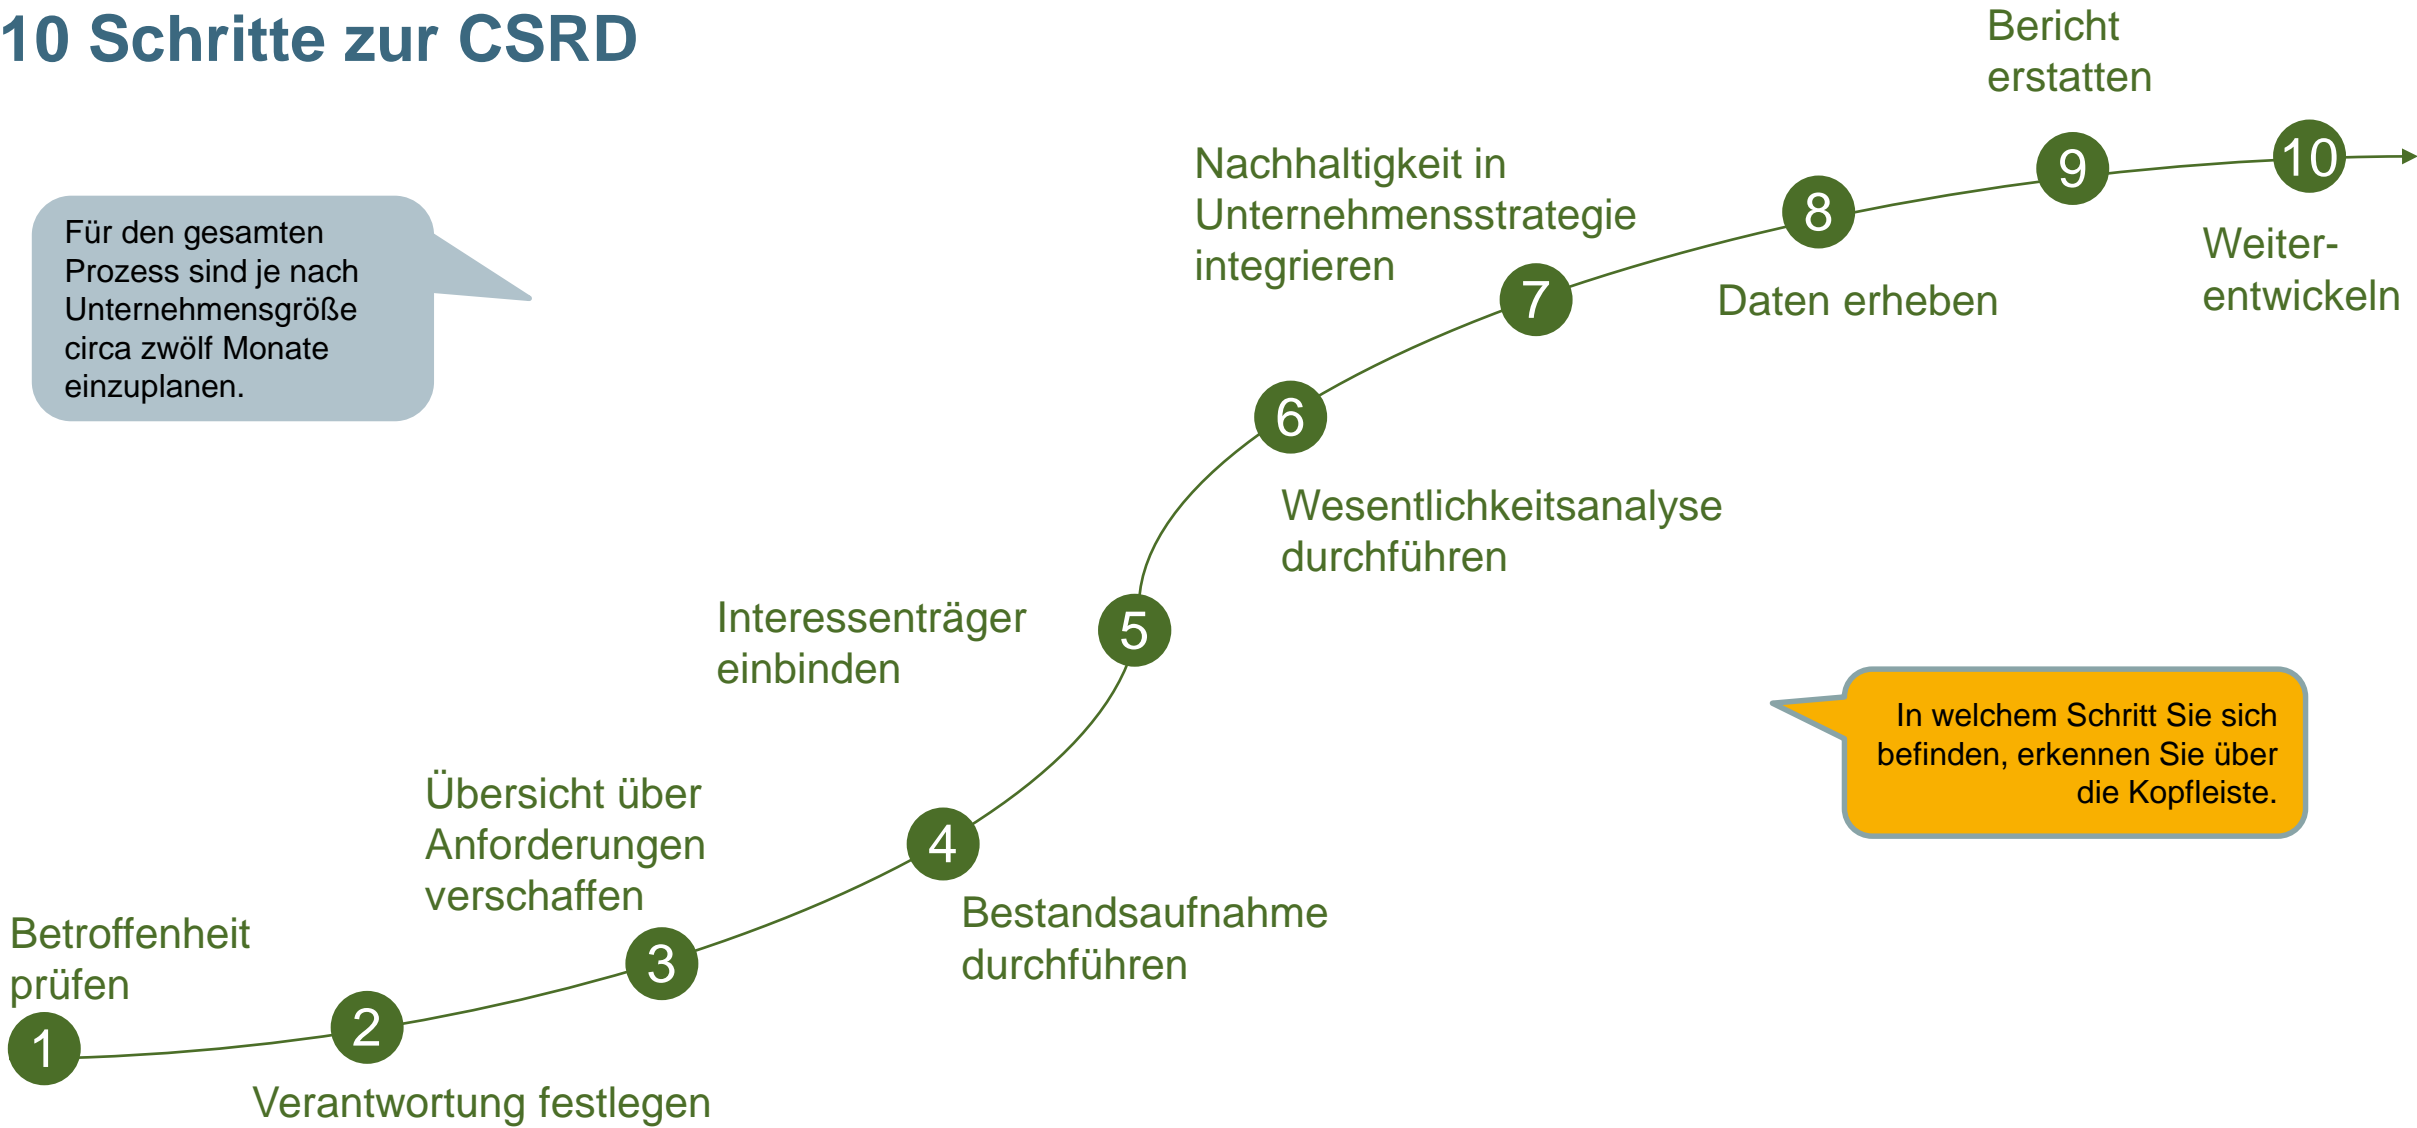 10 Schritte zur CSRD
Für den gesamten
Prozess sind je nach
Unternehmensgröße
circa zwölf Monate
einzuplanen.
Betroffenheit
prüfen
1
2
Verantwortung festlegen
Übersicht über
Anforderungen
verschaffen
3
4
Bestandsaufnahme
durchführen
Interessenträger
einbinden
5
6
Wesentlichkeitsanalyse
durchführen
Nachhaltigkeit in
Unternehmensstrategie
integrieren
7
8
Daten erheben
Bericht
erstatten
9
10
Weiter-
entwickeln
In welchem Schritt Sie sich
befinden, erkennen Sie über
die Kopfleiste.